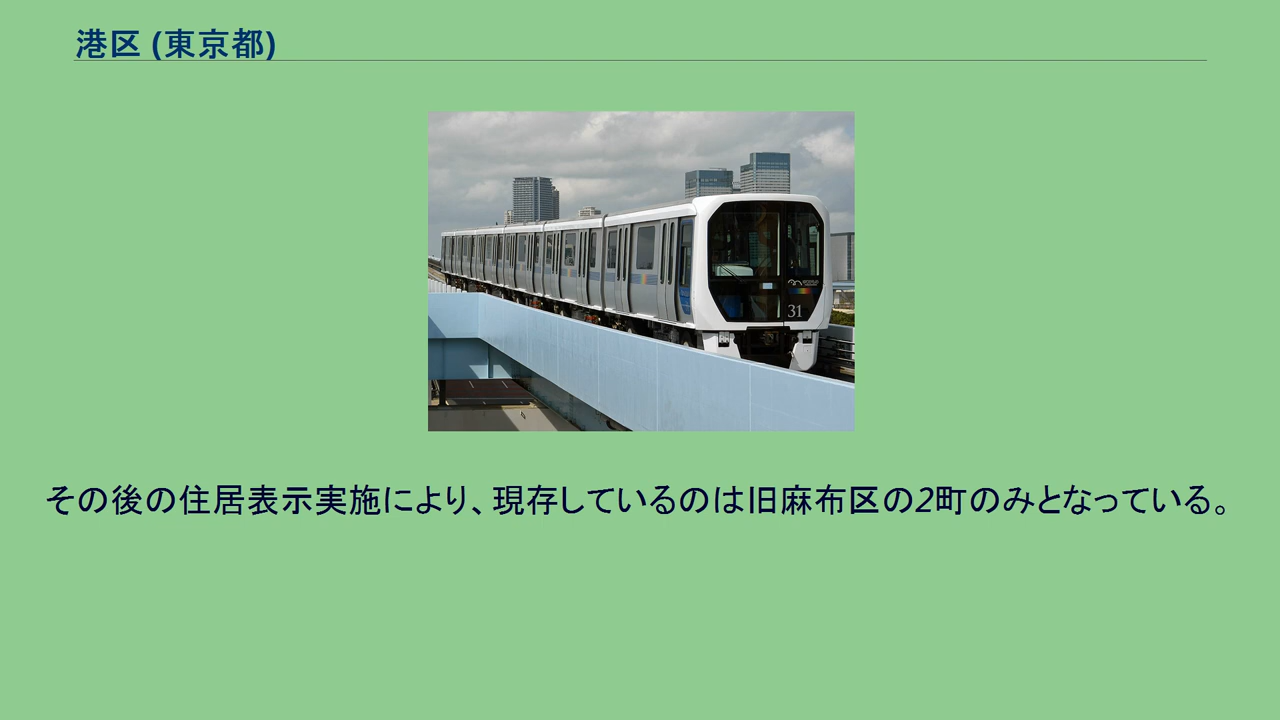 港区 (東京都)
31
その後の住居表示実施により、現存しているのは旧麻布区の2町のみとなっている。